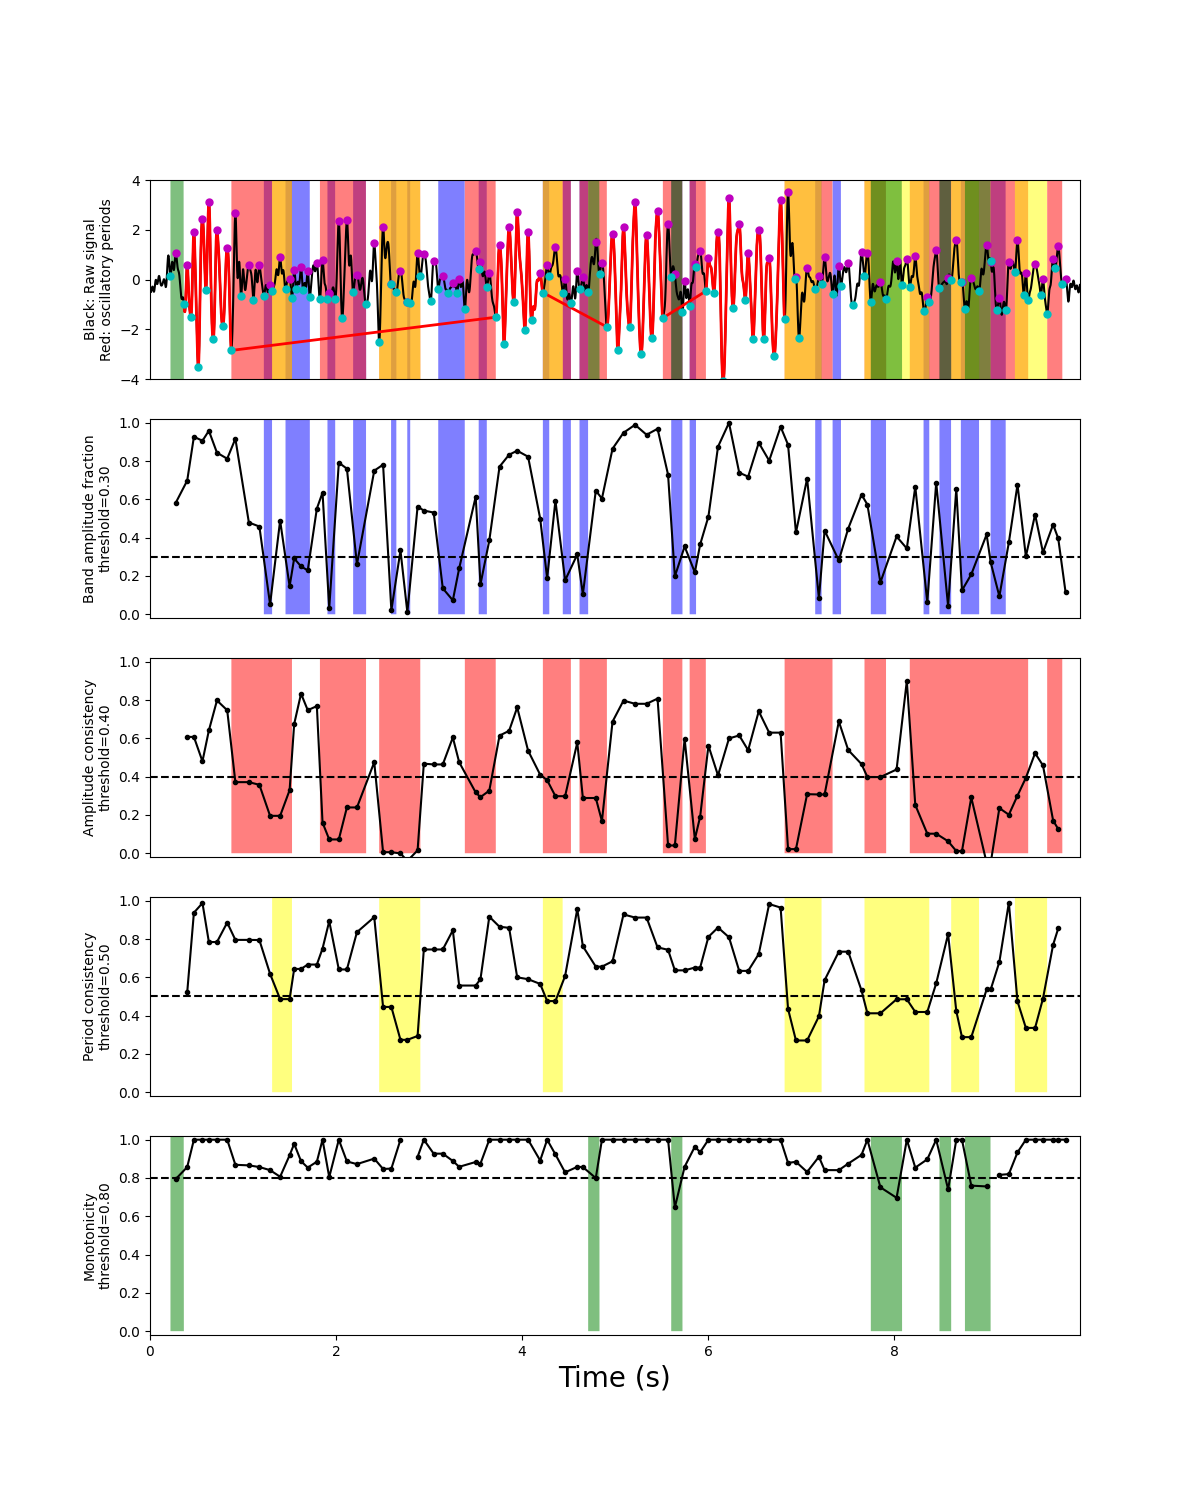 Black: Raw signal
Red: oscillatory periods
4
2
0
−2
−4
Band amplitude fraction
threshold=0.30
1.0
0.8
0.6
0.4
0.2
0.0
Amplitude consistency
threshold=0.40
1.0
0.8
0.6
0.4
0.2
0.0
Period consistency
threshold=0.50
1.0
0.8
0.6
0.4
0.2
0.0
Monotonicity
threshold=0.80
1.0
0.8
0.6
0.4
0.2
0.0
0 2 4 6 8
Time (s)